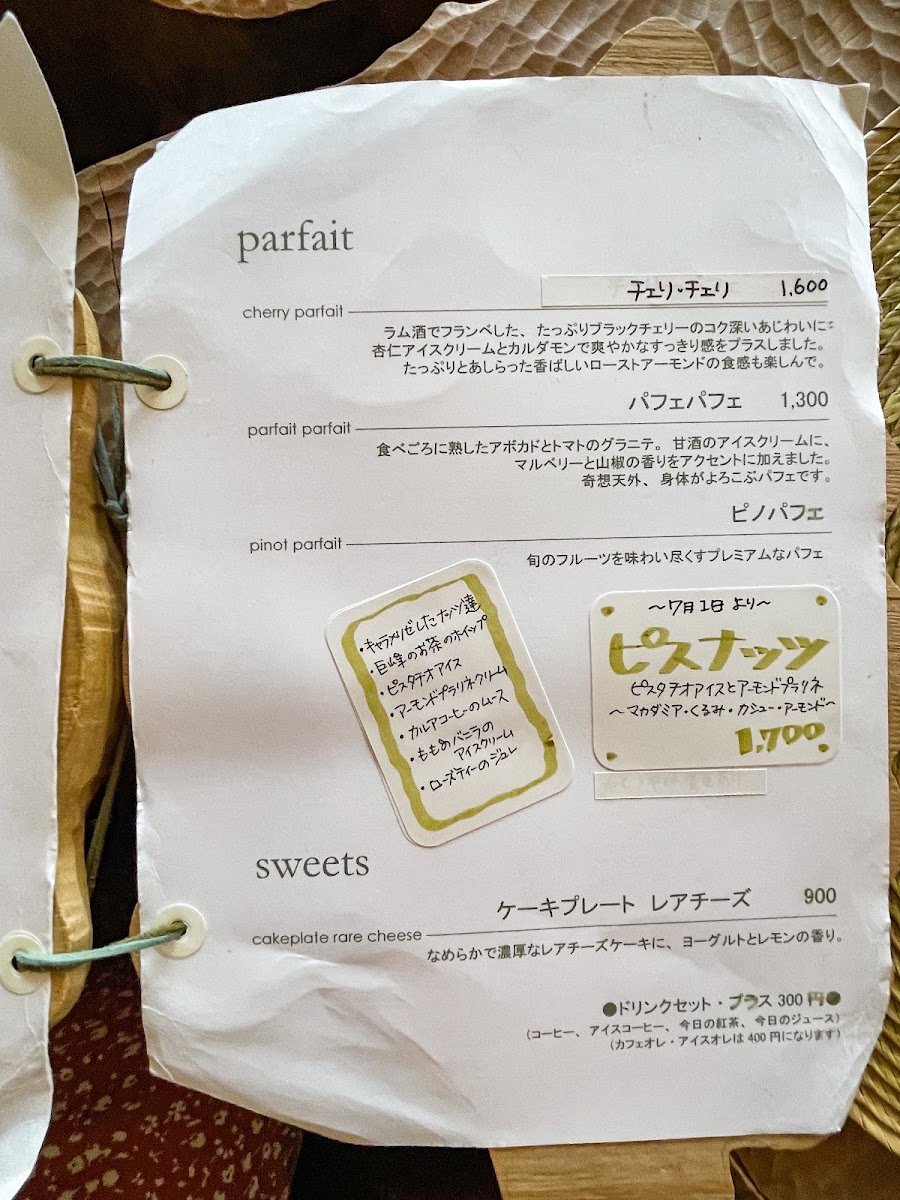 parfait
チェリ・チェリ 1,600
cherry parfait
ラム酒でフランベした、たっぷりブラックチェリーのコク深いあじわいに
杏仁アイスクリームとカルダモンで爽やかなすっきり感をプラスしました。
たっぷりとあしらった香ばしいローストアーモンドの食感も楽しんで。
パフェパフェ 1,300
parfait parfait
食べごろに熟したアボカドとトマトのグラニテ。甘酒のアイスクリームに、
マルベリーと山椒の香りをアクセントに加えました。
奇想天外、身体がよろこぶパフェです。
ピノパフェ
pinot parfait
旬のフルーツを味わい尽くすプレミアムなパフェ
・キャラメリゼしたナッツ達
・巨峰のお茶のホイップ
・ピスタチオアイス
・アーモンドプラリネクリーム
・カルアコーヒーのムース
・ももめバニラの
アイスクリーム
・ローズティーのジュレ
〜7月1日より〜
ピスナッツ
ピスタチオアイスとアーモンドプラリネ
〜マカダミア・くるみ・カシュー・アーモンド〜
1,700
sweets
ケーキプレート レアチーズ 900
cakeplate rare cheese
なめらかで濃厚なレアチーズケーキに、ヨーグルトとレモンの香り。
●ドリンクセット・プラス300円●
(コーヒー、アイスコーヒー、今日の紅茶、今日のジュース)
(カフェオレ・アイスオレは400円になります)